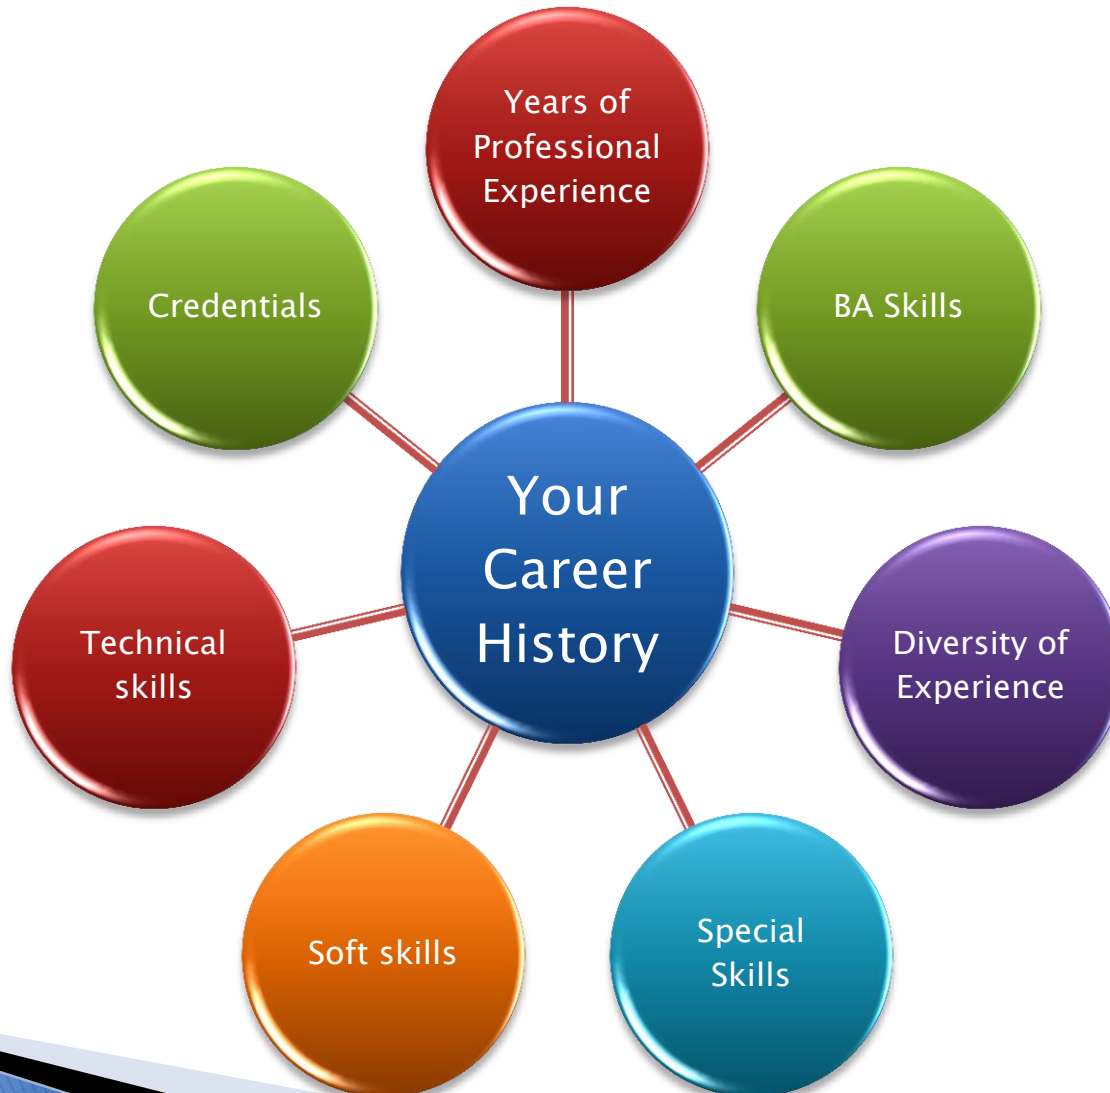 Years of
Professional
Experience
Credentials
BA Skills
Your
Career
History
Technical
skills
Diversity of
Experience
Soft skills
Special
Skills